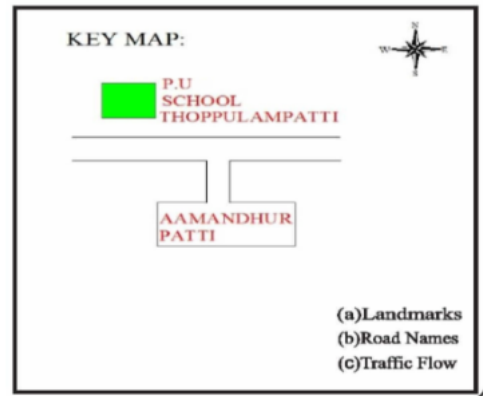 KEY MAP:
N
W E
S
P.U
SCHOOL
THOPPULAMPATTI
AAMANDHUR
PATTI
(a)Landmarks
(b)Road Names
(c)Traffic Flow